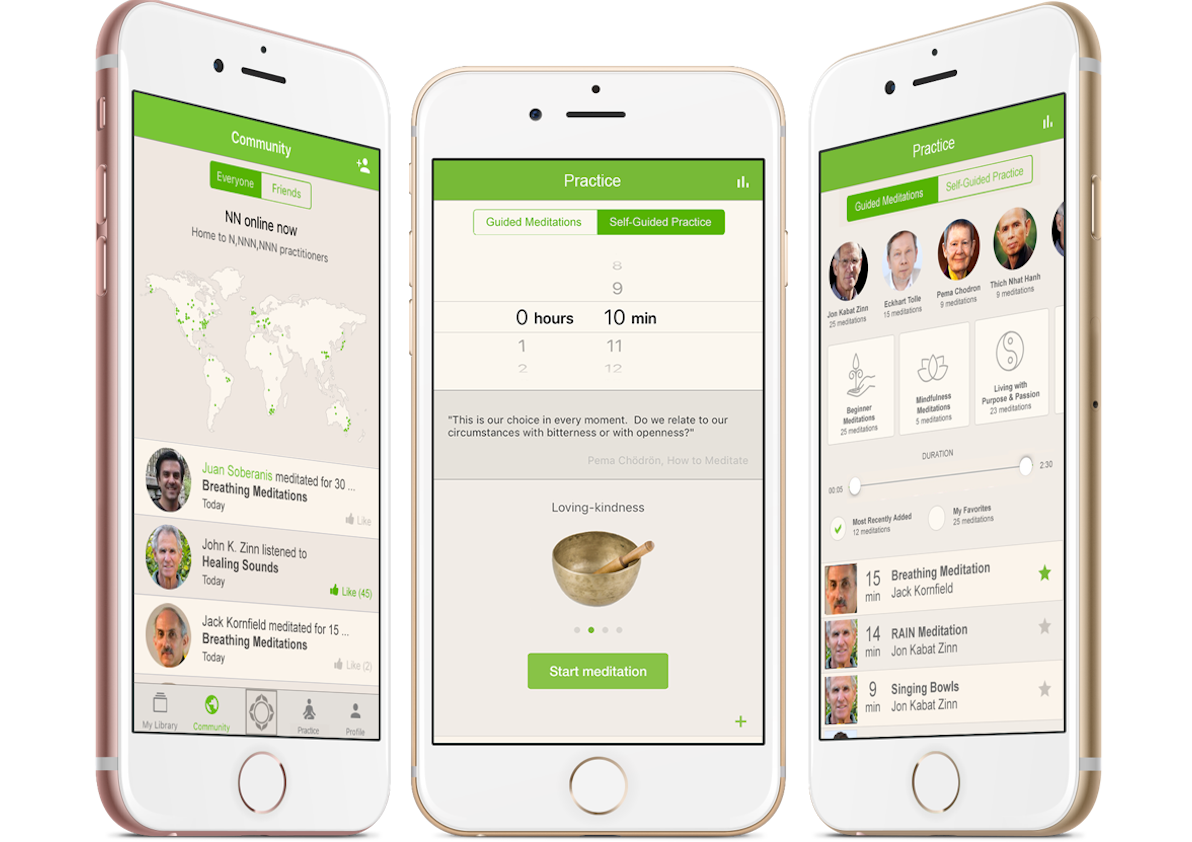 Community
Everyone
Friends
NN online now
Home to N,NNN,NNN practitioners
Juan Soberanis meditated for 30 ...
Breathing Meditations
Today
Like
John K. Zinn listened to
Healing Sounds
Today
Like (45)
Jack Kornfield meditated for 15 ...
Breathing Meditations
Today
Like (2)
My Library
Community
Practice
Profile
Practice
Guided Meditations
Self-Guided Practice
8
9
0 hours 10 min
1 11
2 12
"This is our choice in every moment. Do we relate to our
circumstances with bitterness or with openness?"
Pema Chödrön, How to Meditate
Loving-kindness
Start meditation
+
Practice
Guided Meditations
Self-Guided Practice
Jon Kabat Zinn
25 meditations
Eckhart Tolle
15 meditations
Pema Chodron
9 meditations
Thich Nhat Hanh
9 meditations
Beginner
Meditations
25 meditations
Mindfulness
Meditations
5 meditations
Living with
Purpose & Passion
23 meditations
DURATION
00:05
2:30
Most Recently Added
12 meditations
My Favorites
25 meditations
15 min
Breathing Meditation
Jack Kornfield
14 min
RAIN Meditation
Jon Kabat Zinn
9 min
Singing Bowls
Jon Kabat Zinn